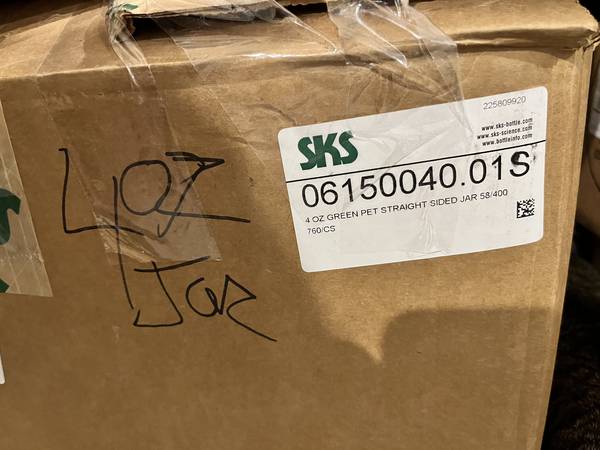 225809920
SKS
www.sks-bottle.com
www.sks-science.com
www.bottleinfo.com
06150040.01S
4 OZ GREEN PET STRAIGHT SIDED JAR 58/400
760/CS
4oz
Jar